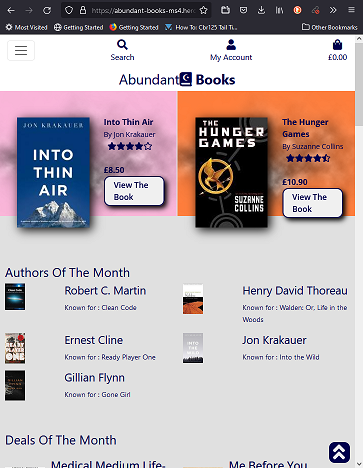 https://abundant-books-ms4.her
Most Visited Getting Started Getting Started How To: Cbr125 Tail Ti... Other Bookmarks
Search My Account £0.00
Abundant Books
JON KRAKAUER
INTO
THIN
AIR
Into Thin Air
By Jon Krakauer
£8.50
View The
Book
THE
HUNGER
GAMES
SUZANNE
COLLINS
The Hunger
Games
By Suzanne Collins
£10.90
View The
Book
Authors Of The Month
Robert C. Martin
Known for : Clean Code
Henry David Thoreau
Known for : Walden: Or, Life in the
Woods
Ernest Cline
Known for : Ready Player One
Jon Krakauer
Known for : Into the Wild
Gillian Flynn
Known for : Gone Girl
Deals Of The Month
Medical Medium Life-
Me Before You